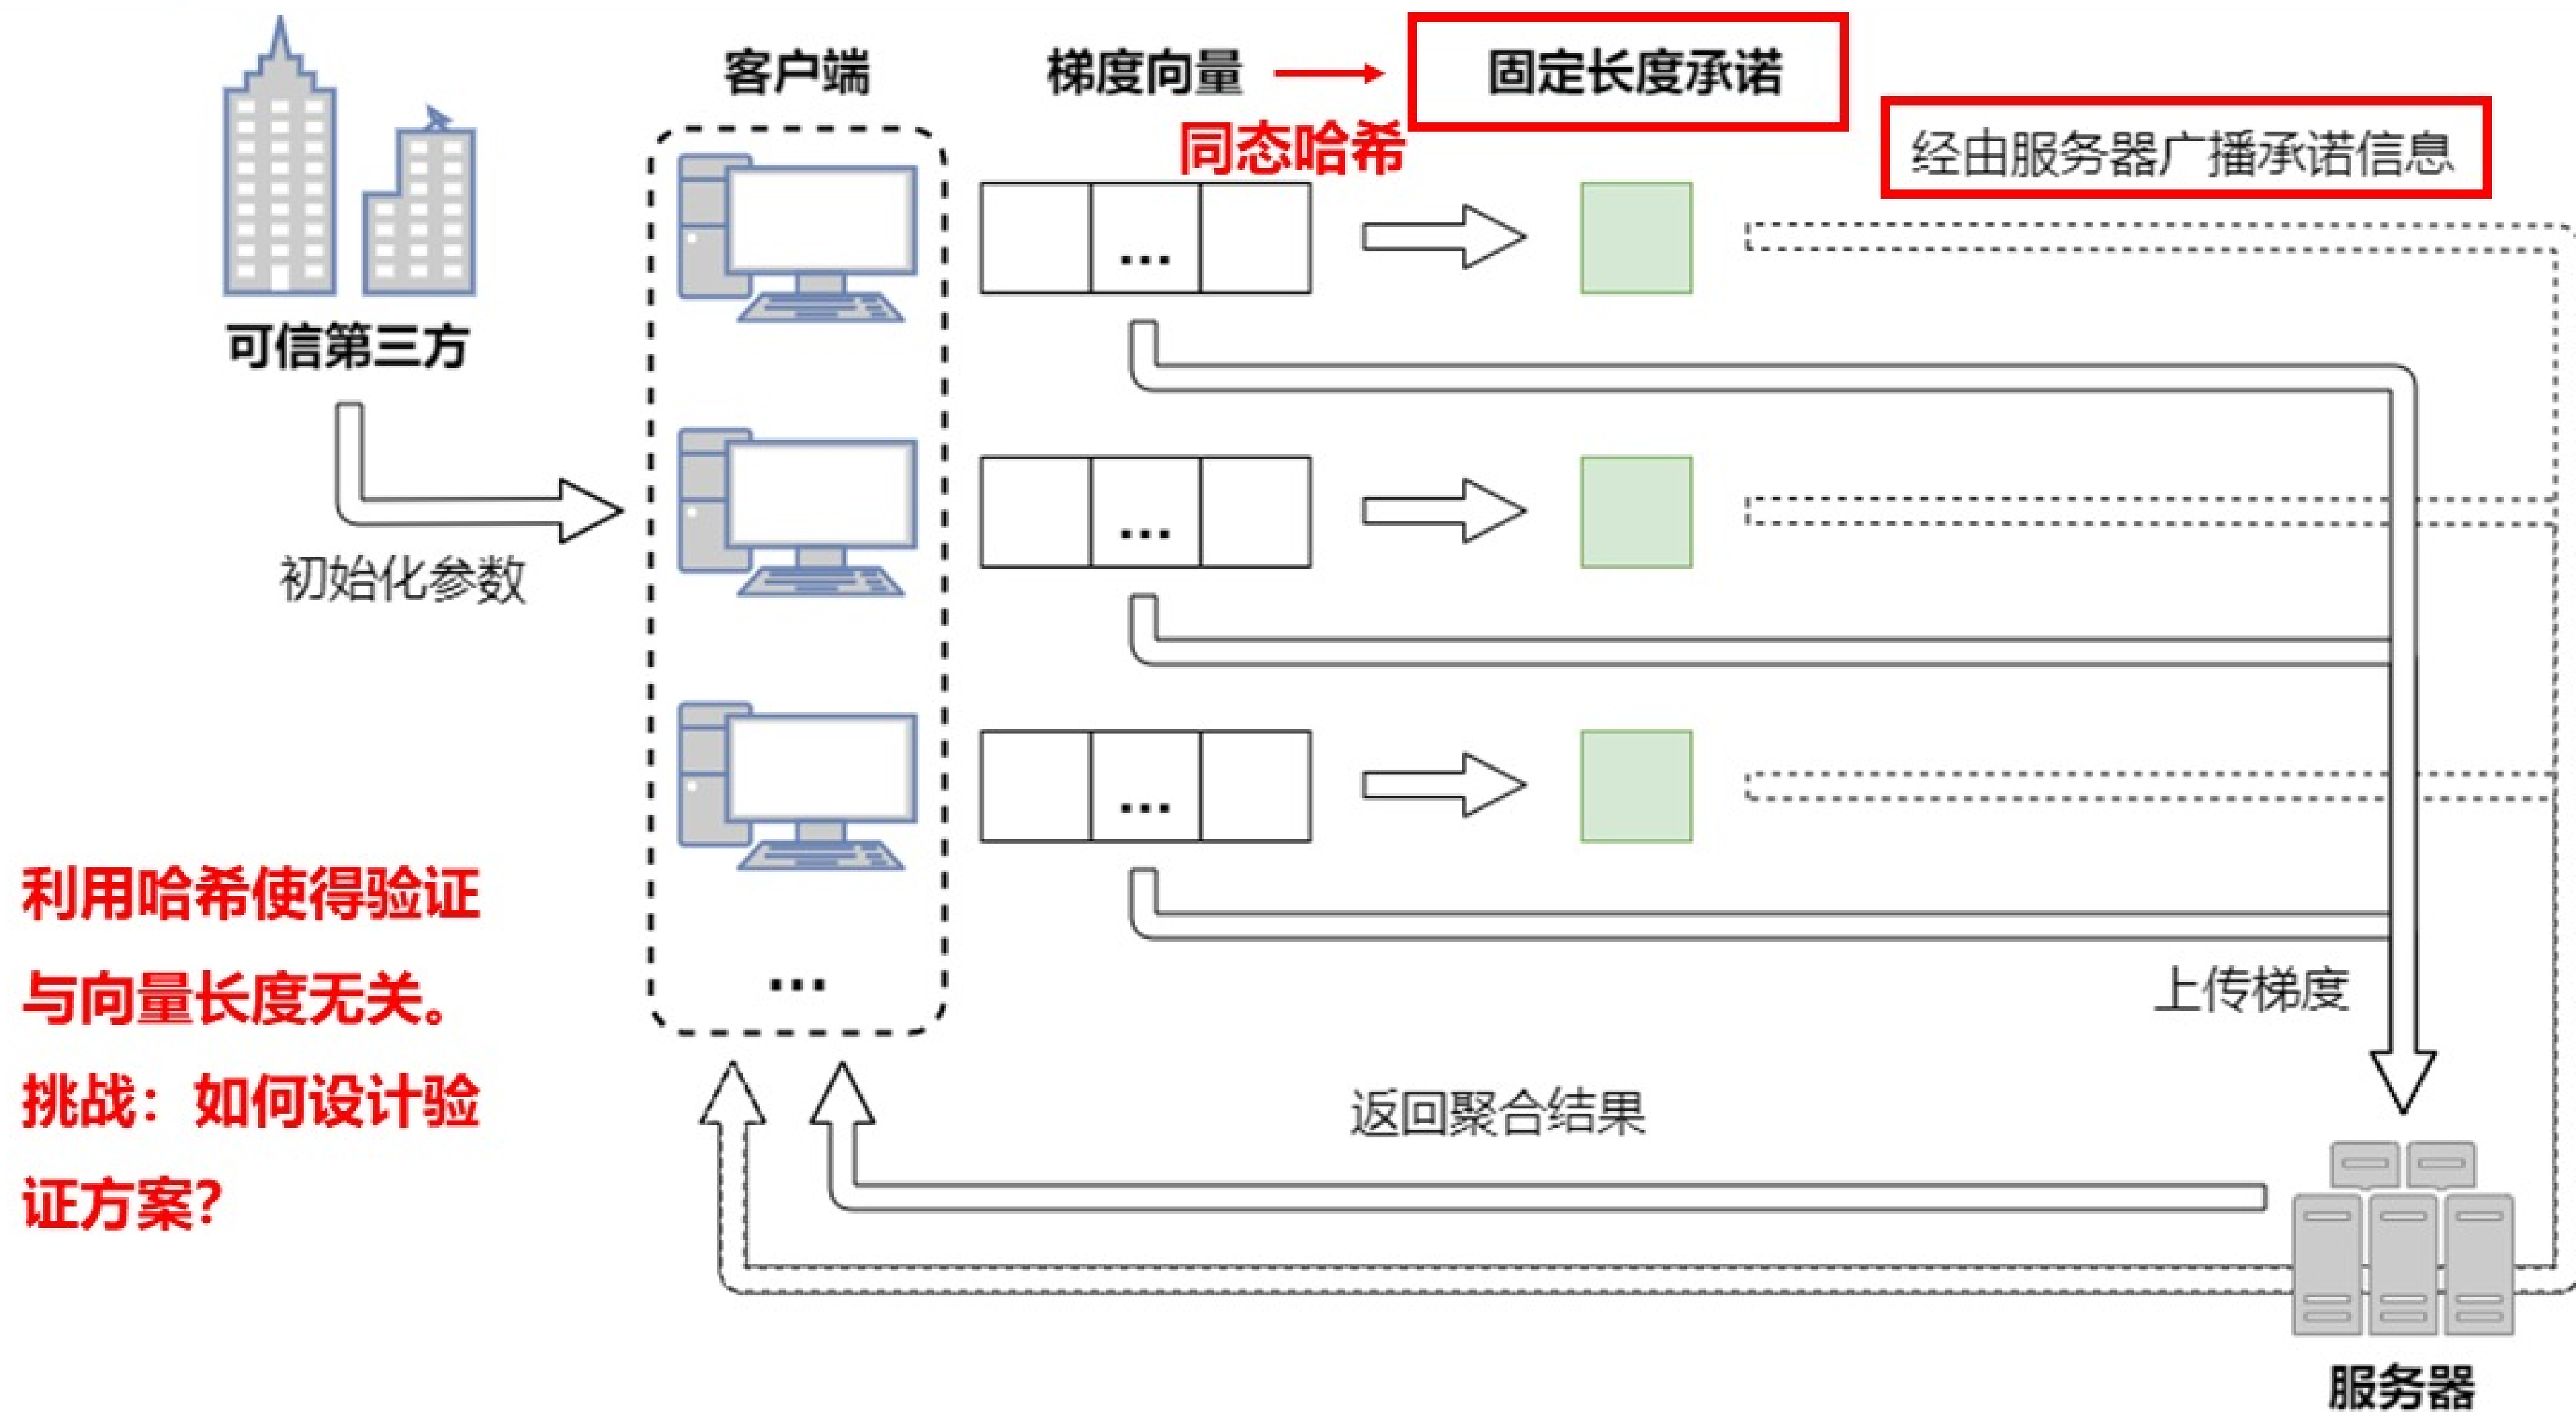 客户端
梯度向量
固定长度承诺
同态哈希
经由服务器广播承诺信息
...
可信第三方
初始化参数
...
...
利用哈希使得验证
与向量长度无关。
挑战：如何设计验
证方案？
...
上传梯度
返回聚合结果
服务器